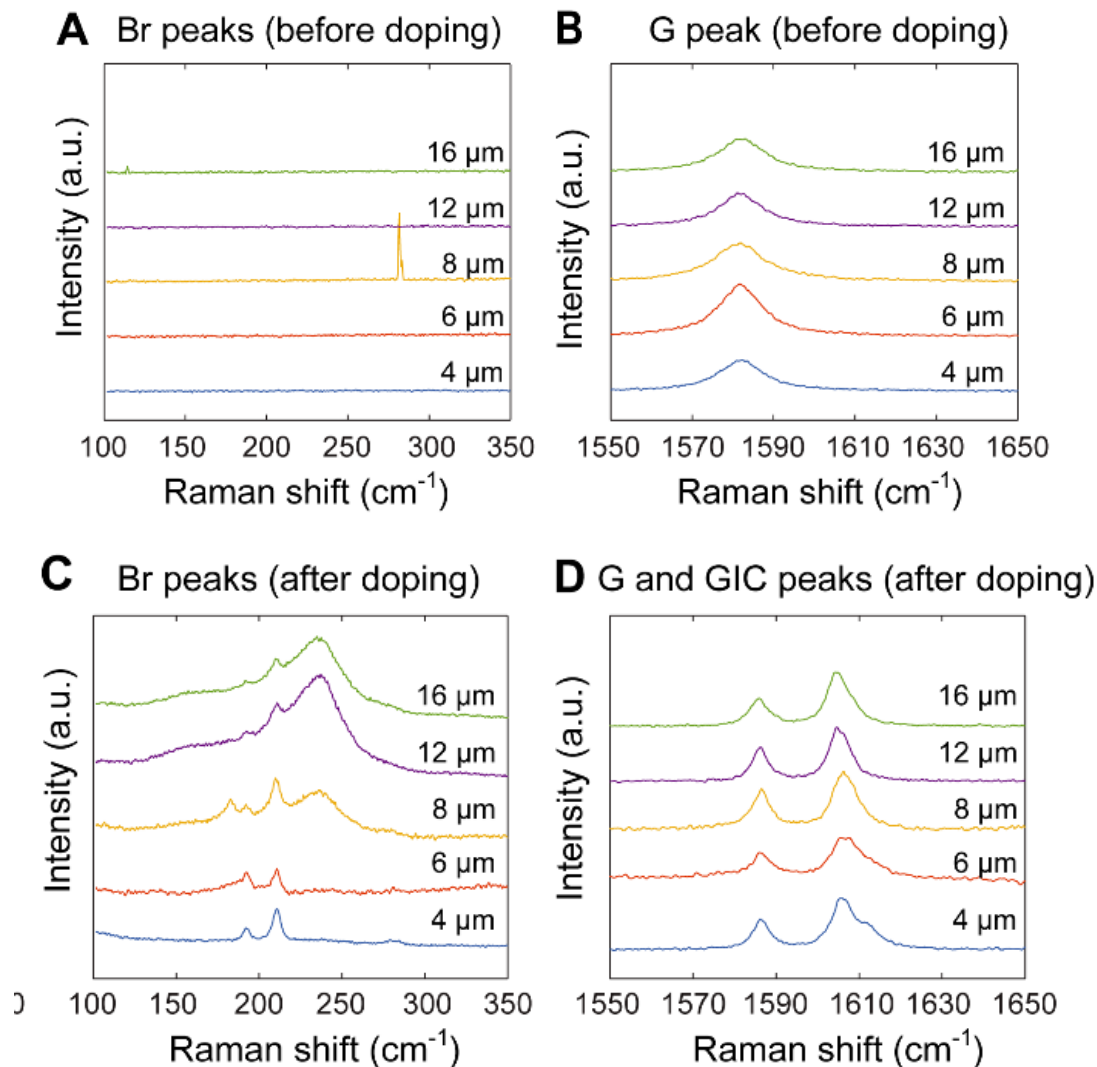 A Br peaks (before doping)
Intensity (a.u.)
16 µm
12 µm
8 µm
6 µm
4 µm
100 150 200 250 300 350
Raman shift (cm⁻¹)
B G peak (before doping)
Intensity (a.u.)
16 µm
12 µm
8 µm
6 µm
4 µm
1550 1570 1590 1610 1630 1650
Raman shift (cm⁻¹)
C Br peaks (after doping)
Intensity (a.u.)
16 µm
12 µm
8 µm
6 µm
4 µm
100 150 200 250 300 350
Raman shift (cm⁻¹)
D G and GIC peaks (after doping)
Intensity (a.u.)
16 µm
12 µm
8 µm
6 µm
4 µm
1550 1570 1590 1610 1630 1650
Raman shift (cm⁻¹)